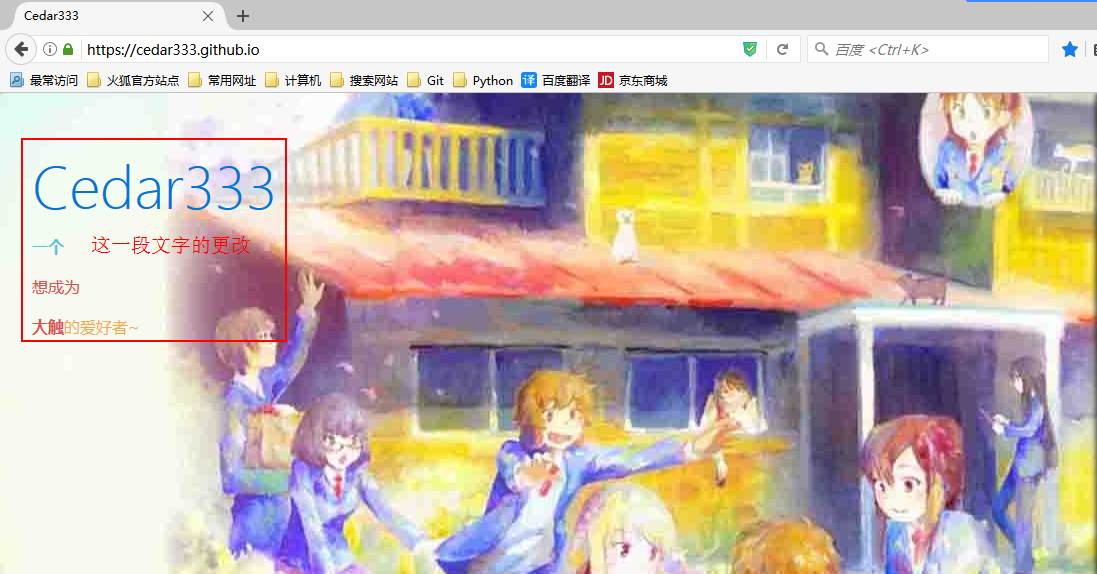 Cedar333
https://cedar333.github.io
百度 <Ctrl+K>
最常访问 火狐官方站点 常用网址 计算机 搜索网站 Git Python 译 百度翻译 JD 京东商城
Cedar333
一个 这一段文字的更改
想成为
大触的爱好者~